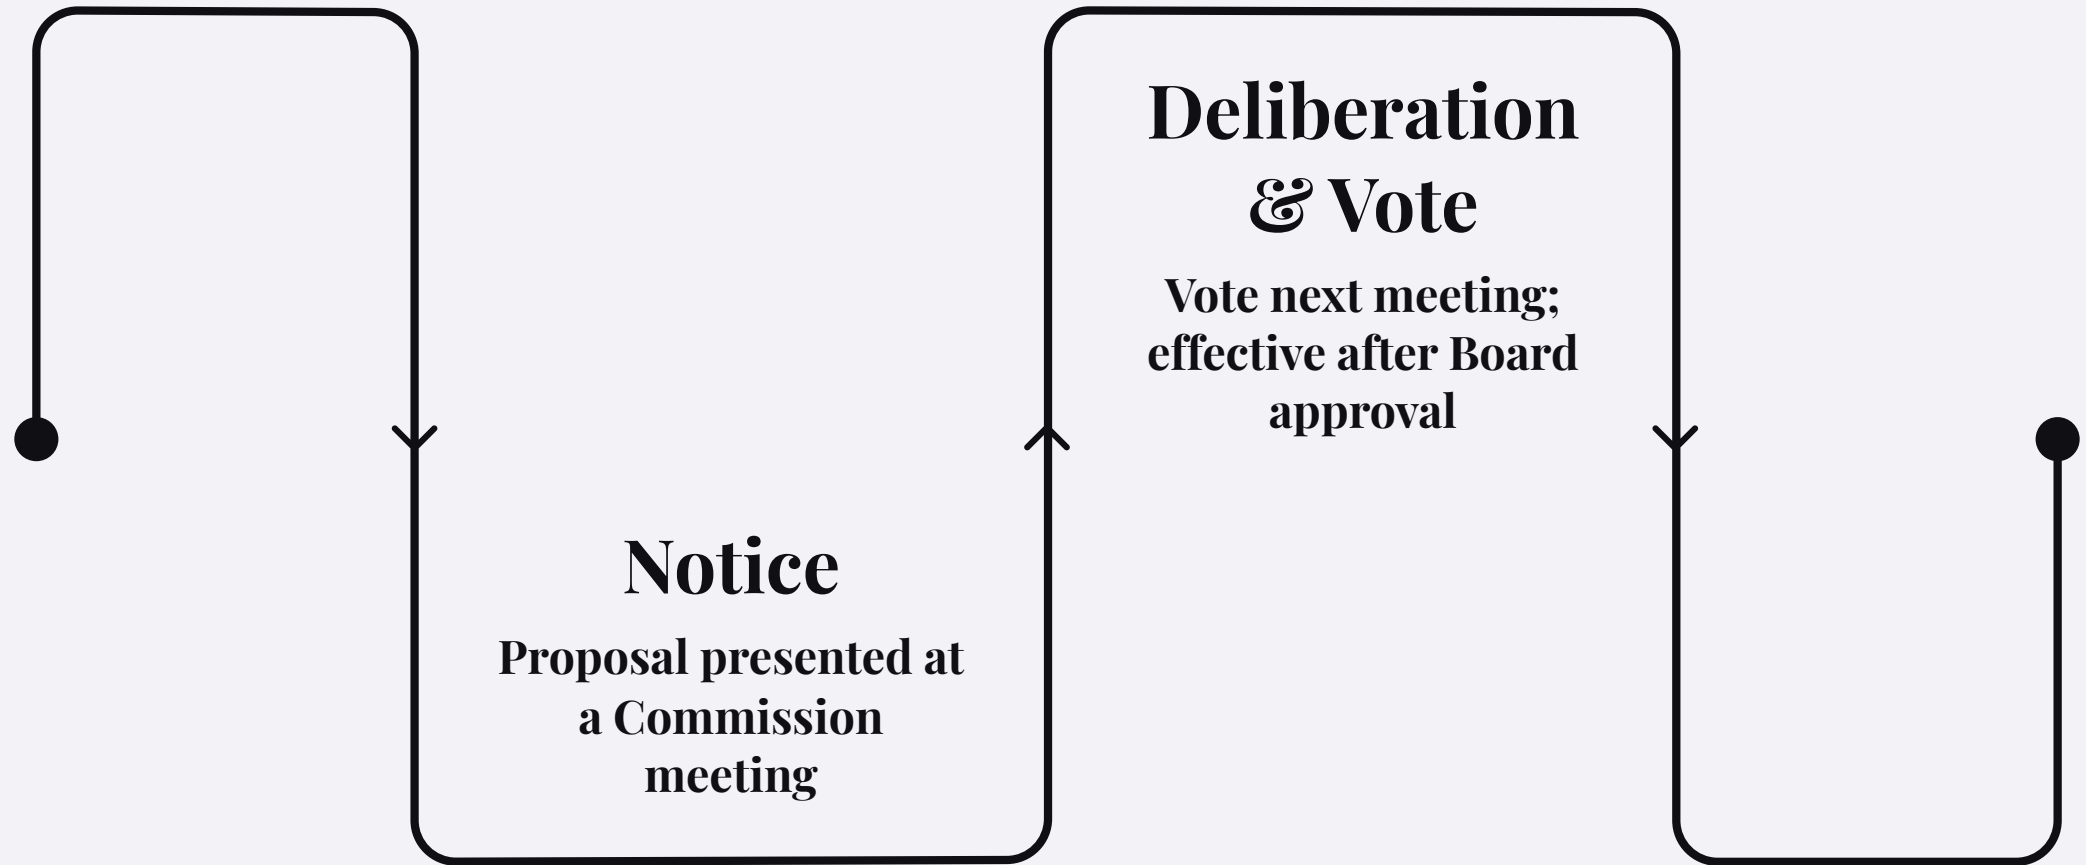 Notice
Proposal presented at
a Commission
meeting
Deliberation
& Vote
Vote next meeting;
effective after Board
approval